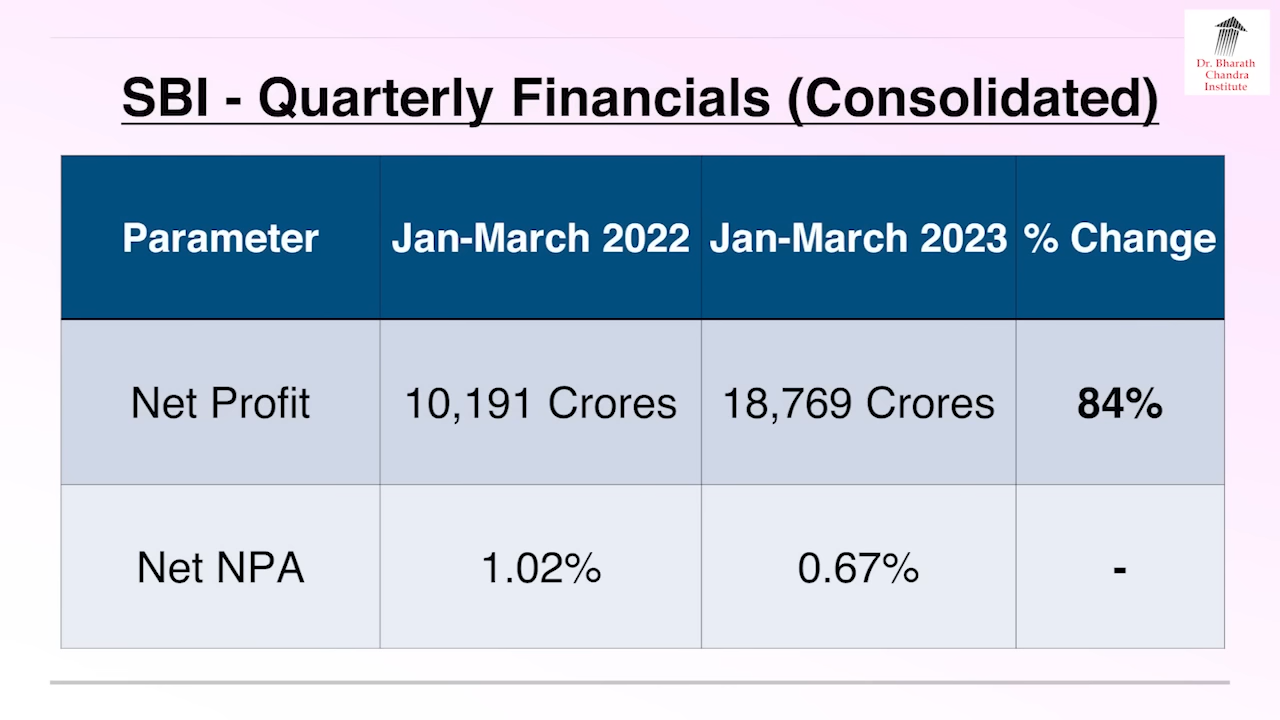 Dr. Bharath
Chandra
Institute
SBI - Quarterly Financials (Consolidated)
Parameter Jan-March 2022 Jan-March 2023 % Change
Net Profit 10,191 Crores 18,769 Crores 84%
Net NPA 1.02% 0.67% -